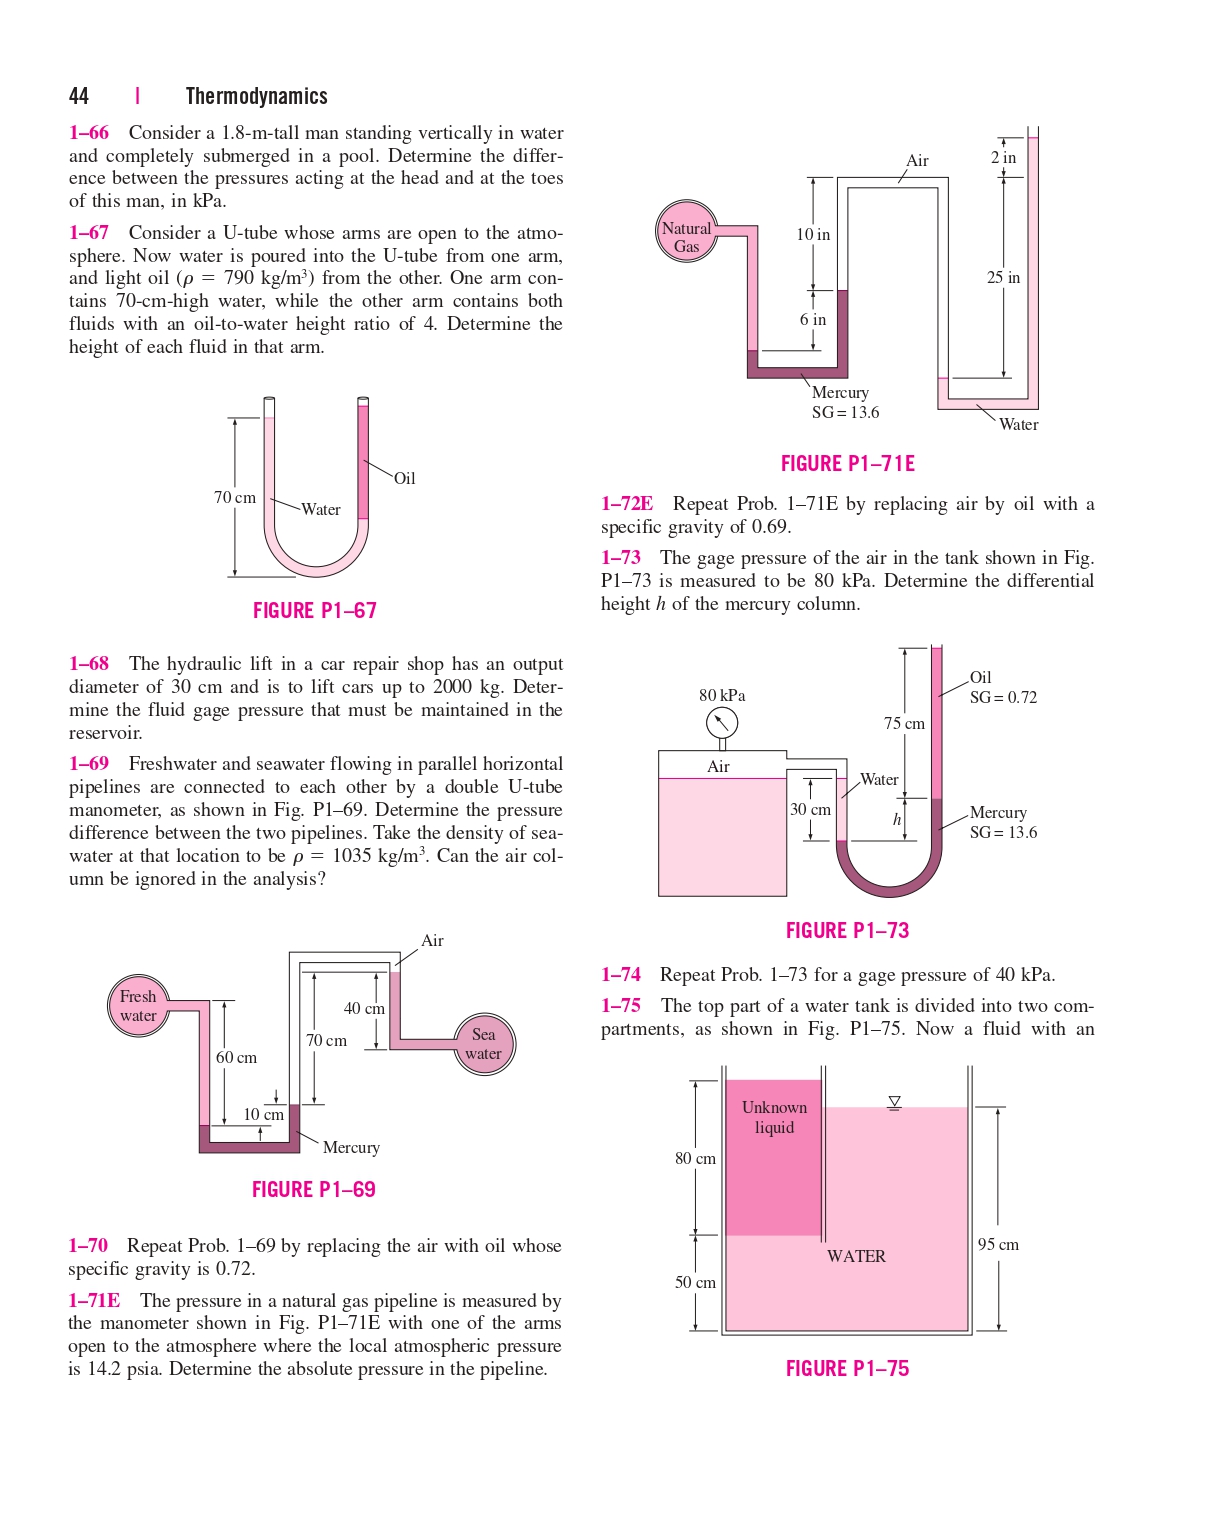 44 | Thermodynamics
1–66 Consider a 1.8-m-tall man standing vertically in water
and completely submerged in a pool. Determine the differ-
ence between the pressures acting at the head and at the toes
of this man, in kPa.
1–67 Consider a U-tube whose arms are open to the atmo-
sphere. Now water is poured into the U-tube from one arm,
and light oil (ρ = 790 kg/m³) from the other. One arm con-
tains 70-cm-high water, while the other arm contains both
fluids with an oil-to-water height ratio of 4. Determine the
height of each fluid in that arm.
70 cm
Water
Oil
FIGURE P1–67
1–68 The hydraulic lift in a car repair shop has an output
diameter of 30 cm and is to lift cars up to 2000 kg. Deter-
mine the fluid gage pressure that must be maintained in the
reservoir.
1–69 Freshwater and seawater flowing in parallel horizontal
pipelines are connected to each other by a double U-tube
manometer, as shown in Fig. P1–69. Determine the pressure
difference between the two pipelines. Take the density of sea-
water at that location to be ρ = 1035 kg/m³. Can the air col-
umn be ignored in the analysis?
Air
Fresh
water
40 cm
Sea
water
70 cm
60 cm
10 cm
Mercury
FIGURE P1–69
1–70 Repeat Prob. 1–69 by replacing the air with oil whose
specific gravity is 0.72.
1–71E The pressure in a natural gas pipeline is measured by
the manometer shown in Fig. P1–71E with one of the arms
open to the atmosphere where the local atmospheric pressure
is 14.2 psia. Determine the absolute pressure in the pipeline.
Air
2 in
Natural
Gas
10 in
25 in
6 in
Mercury
SG = 13.6
Water
FIGURE P1–71E
1–72E Repeat Prob. 1–71E by replacing air by oil with a
specific gravity of 0.69.
1–73 The gage pressure of the air in the tank shown in Fig.
P1–73 is measured to be 80 kPa. Determine the differential
height h of the mercury column.
Oil
SG = 0.72
80 kPa
75 cm
Air
Water
30 cm
h
Mercury
SG = 13.6
FIGURE P1–73
1–74 Repeat Prob. 1–73 for a gage pressure of 40 kPa.
1–75 The top part of a water tank is divided into two com-
partments, as shown in Fig. P1–75. Now a fluid with an
Unknown
liquid
80 cm
WATER
95 cm
50 cm
FIGURE P1–75